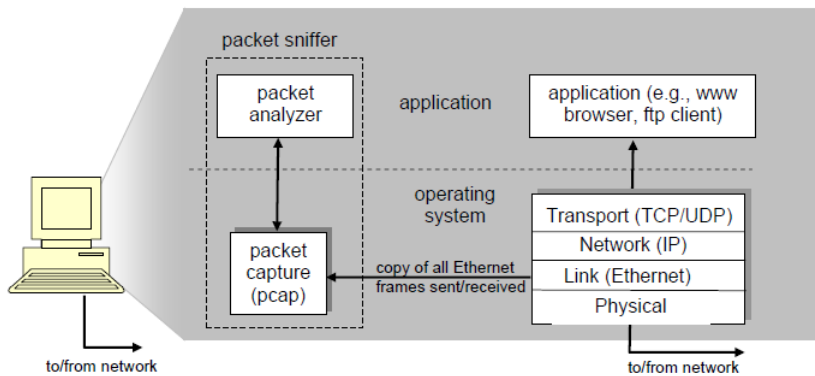 packet sniffer
packet
analyzer
application
application (e.g., www
browser, ftp client)
operating
system
packet
capture
(pcap)
copy of all Ethernet
frames sent/received
Transport (TCP/UDP)
Network (IP)
Link (Ethernet)
Physical
to/from network
to/from network